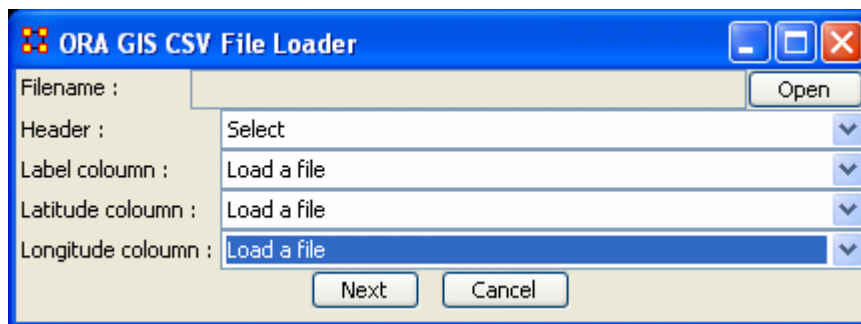 ORA GIS CSV File Loader
Filename : Open
Header : Select
Label coloumn : Load a file
Latitude coloumn : Load a file
Longitude coloumn : Load a file
Next Cancel